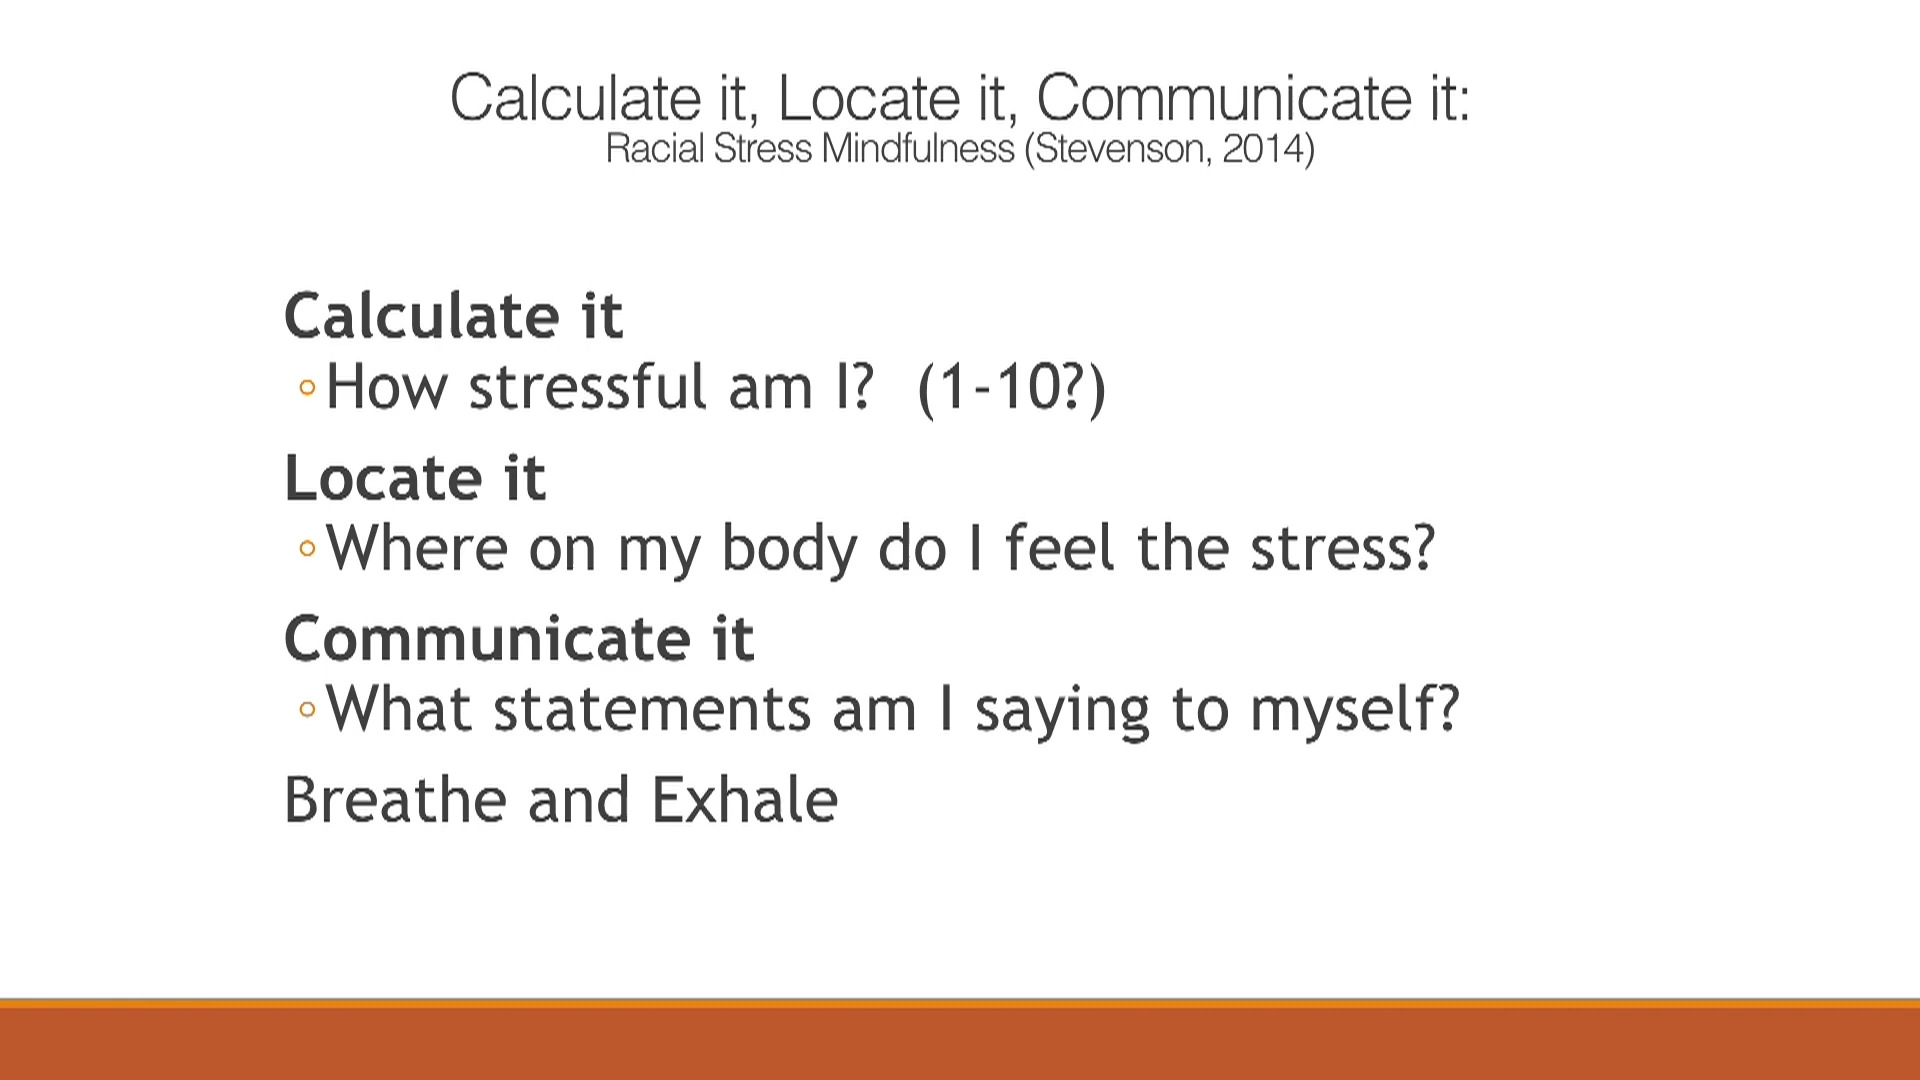 Calculate it, Locate it, Communicate it:
Racial Stress Mindfulness (Stevenson, 2014)
Calculate it
◦How stressful am I?  (1-10?)
Locate it
◦Where on my body do I feel the stress?
Communicate it
◦What statements am I saying to myself?
Breathe and Exhale